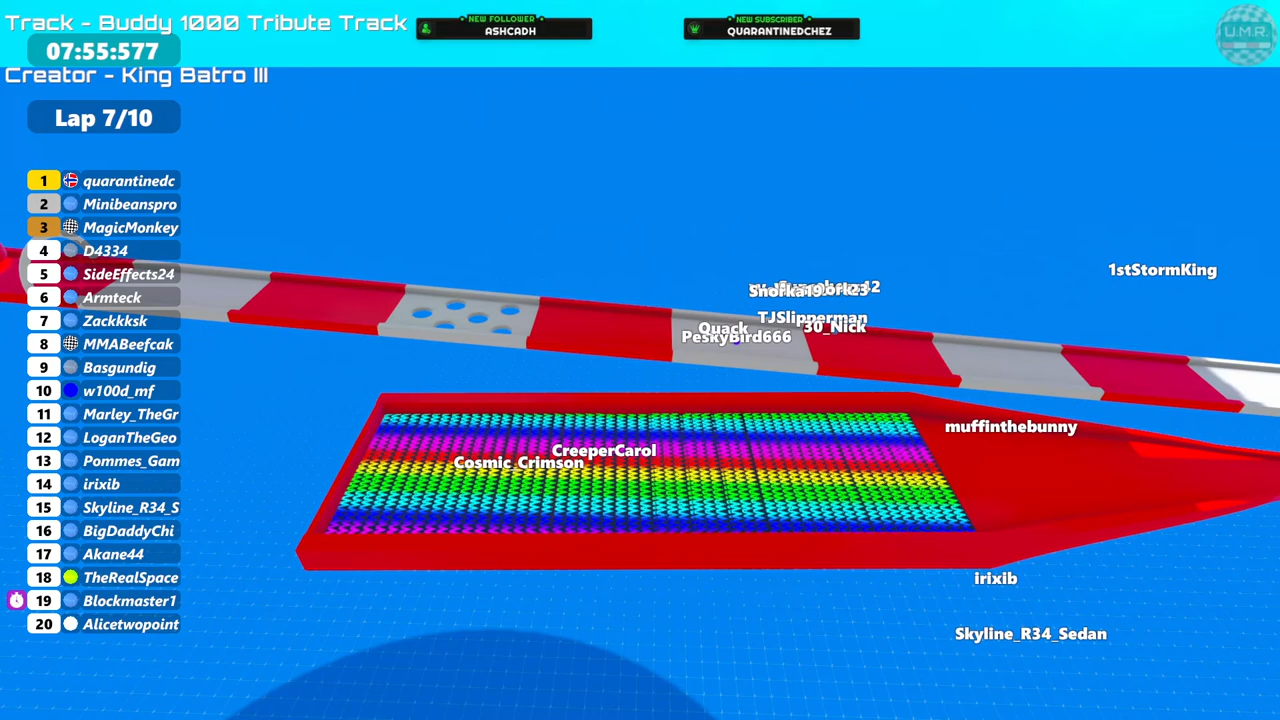 Track - Buddy 1000 Tribute Track
07:55:577
Creator - King Batro III
NEW FOLLOWER
ASHCADH
NEW SUBSCRIBER
QUARANTINEDCHEZ
U.M.R.
Lap 7/10
1 quarantinedc
2 Minibeanspro
3 MagicMonkey
4 D4334
5 SideEffects24
6 Armteck
7 Zackkksk
8 MMABeefcak
9 Basgundig
10 w100d_mf
11 Marley_TheGr
12 LoganTheGeo
13 Pommes_Gam
14 irixib
15 Skyline_R34_S
16 BigDaddyChi
17 Akane44
18 TheRealSpace
19 Blockmaster1
20 Alicetwopoint
1stStormKing
TJSlipperman
Quack
30_Nick
PeskyBird666
muffinthebunny
CreeperCarol
Cosmic_Crimson
irixib
Skyline_R34_Sedan